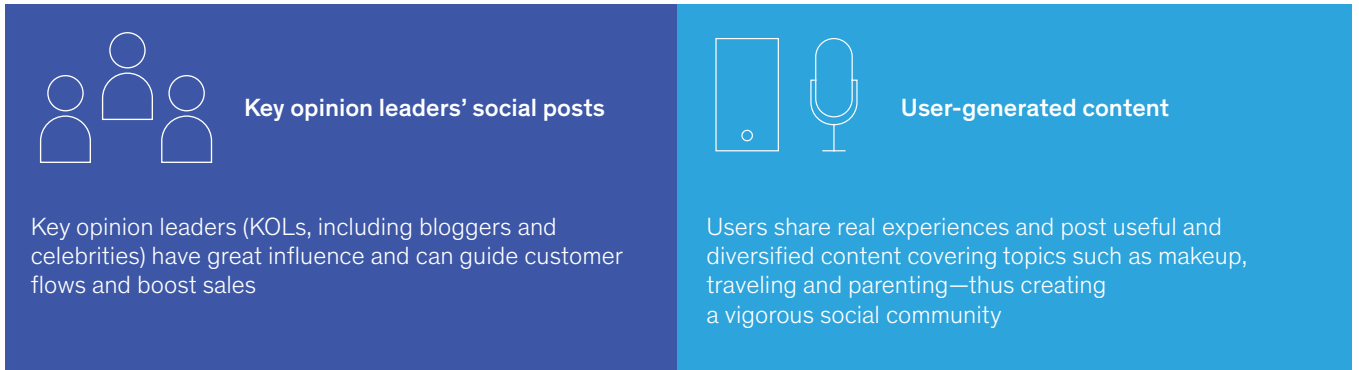 Key opinion leaders’ social posts
Key opinion leaders (KOLs, including bloggers and
celebrities) have great influence and can guide customer
flows and boost sales
User-generated content
Users share real experiences and post useful and
diversified content covering topics such as makeup,
traveling and parenting—thus creating
a vigorous social community